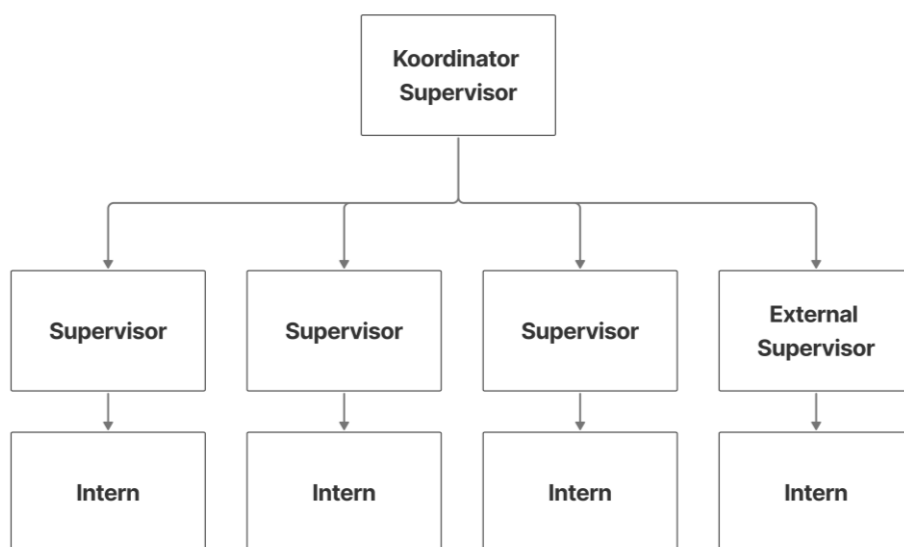 Koordinator
Supervisor
Supervisor
Supervisor
Supervisor
External
Supervisor
Intern
Intern
Intern
Intern